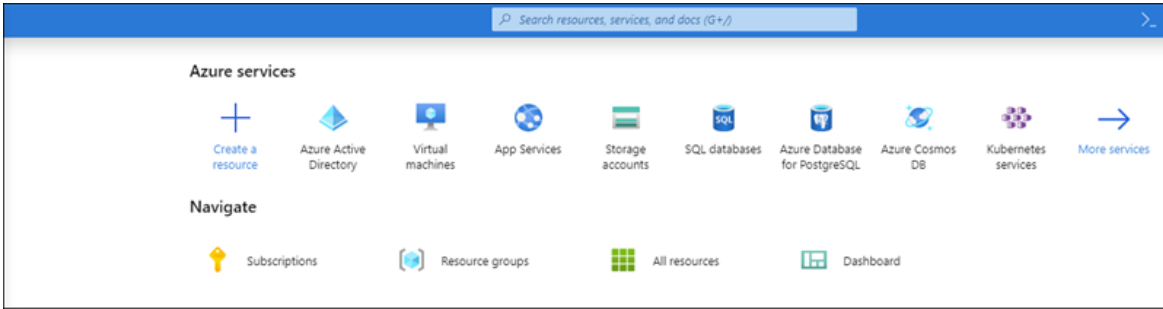 Search resources, services, and docs (G+/)
>_
Azure services
Create a resource
Azure Active Directory
Virtual machines
App Services
Storage accounts
SQL
SQL databases
Azure Database for PostgreSQL
Azure Cosmos DB
Kubernetes services
More services
Navigate
Subscriptions
Resource groups
All resources
Dashboard